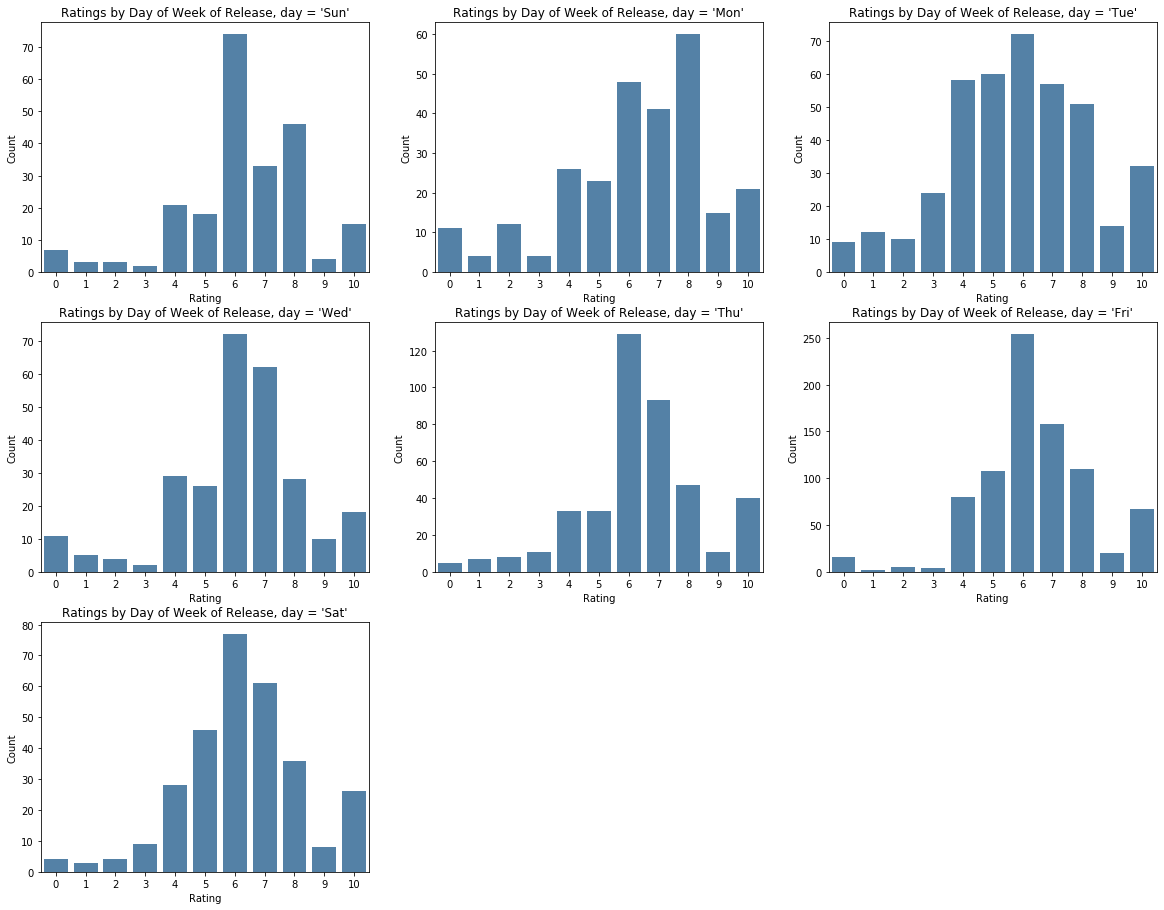 Ratings by Day of Week of Release, day = 'Sun'
70
60
50
40
30
20
10
0
Count
0 1 2 3 4 5 6 7 8 9 10
Rating
Ratings by Day of Week of Release, day = 'Mon'
60
50
40
30
20
10
0
Count
0 1 2 3 4 5 6 7 8 9 10
Rating
Ratings by Day of Week of Release, day = 'Tue'
70
60
50
40
30
20
10
0
Count
0 1 2 3 4 5 6 7 8 9 10
Rating
Ratings by Day of Week of Release, day = 'Wed'
70
60
50
40
30
20
10
0
Count
0 1 2 3 4 5 6 7 8 9 10
Rating
Ratings by Day of Week of Release, day = 'Thu'
120
100
80
60
40
20
0
Count
0 1 2 3 4 5 6 7 8 9 10
Rating
Ratings by Day of Week of Release, day = 'Fri'
250
200
150
100
50
0
Count
0 1 2 3 4 5 6 7 8 9 10
Rating
Ratings by Day of Week of Release, day = 'Sat'
80
70
60
50
40
30
20
10
0
Count
0 1 2 3 4 5 6 7 8 9 10
Rating